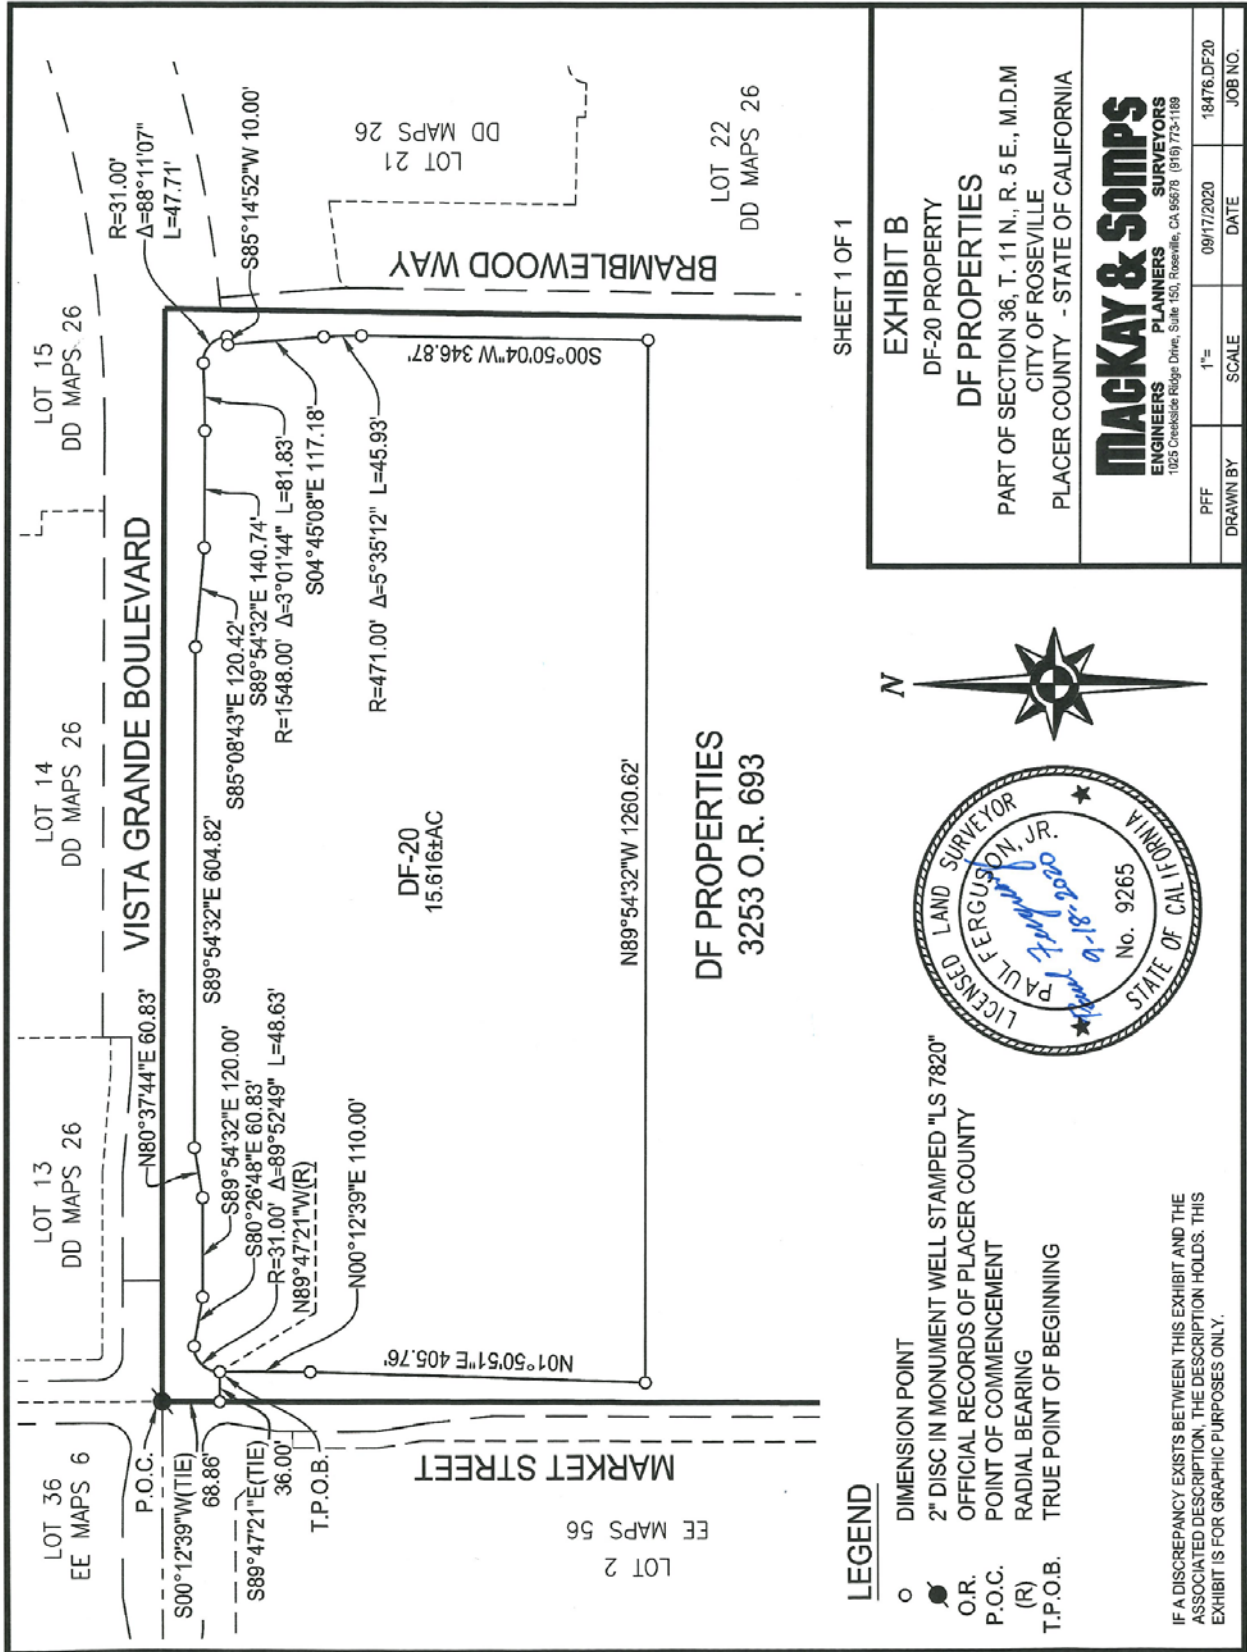 LOT 36
EE MAPS 6
LOT 13
DD MAPS 26
LOT 14
DD MAPS 26
LOT 15
DD MAPS 26
P.O.C.
S00°12'39"W(TIE)
68.86'
S89°47'21"E(TIE)
36.00'
T.P.O.B.
VISTA GRANDE BOULEVARD
N80°37'44"E 60.83'
S89°54'32"E 604.82'
S89°54'32"E 120.00'
S80°26'48"E 60.83'
R=31.00' Δ=89°52'49" L=48.63'
N89°47'21"W(R)
N00°12'39"E 110.00'
N01°50'51"E 405.76'
S85°08'43"E 120.42'
S89°54'32"E 140.74'
R=1548.00' Δ=3°01'44" L=81.83'
R=31.00'
Δ=88°11'07"
L=47.71'
S85°14'52"W 10.00'
S04°45'08"E 117.18'
R=471.00' Δ=5°35'12" L=45.93'
S00°50'04"W 346.87'
LOT 21
DD MAPS 26
LOT 22
DD MAPS 26
BRAMBLEWOOD WAY
MARKET STREET
LOT 2
EE MAPS 56
DF-20
15.616±AC
N89°54'32"W 1260.62'
DF PROPERTIES
3253 O.R. 693
LEGEND
DIMENSION POINT
2" DISC IN MONUMENT WELL STAMPED "LS 7820"
O.R. OFFICIAL RECORDS OF PLACER COUNTY
P.O.C. POINT OF COMMENCEMENT
(R) RADIAL BEARING
T.P.O.B. TRUE POINT OF BEGINNING
IF A DISCREPANCY EXISTS BETWEEN THIS EXHIBIT AND THE
ASSOCIATED DESCRIPTION, THE DESCRIPTION HOLDS. THIS
EXHIBIT IS FOR GRAPHIC PURPOSES ONLY.
LICENSED LAND SURVEYOR
PAUL FERGUSON, JR.
Paul Ferguson Jr
9-18-2020
No. 9265
STATE OF CALIFORNIA
N
SHEET 1 OF 1
EXHIBIT B
DF-20 PROPERTY
DF PROPERTIES
PART OF SECTION 36, T. 11 N., R. 5 E., M.D.M
CITY OF ROSEVILLE
PLACER COUNTY - STATE OF CALIFORNIA
MACKAY & SOMPS
ENGINEERS PLANNERS SURVEYORS
1025 Creekside Ridge Drive, Suite 150, Roseville, CA 95678 (916) 773-1189
PFF 1"= 09/17/2020 18476.DF20
DRAWN BY SCALE DATE JOB NO.